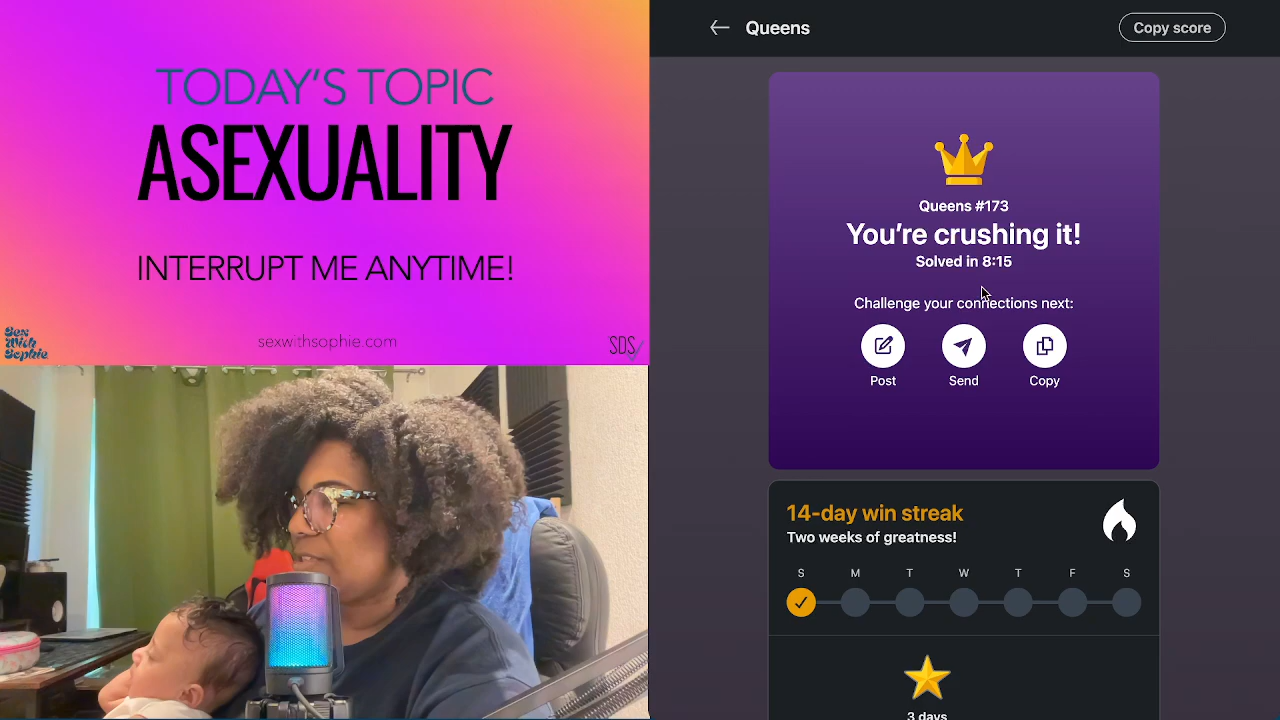 TODAY'S TOPIC
ASEXUALITY
INTERRUPT ME ANYTIME!
Sex
With
Sophie
sexwithsophie.com
SDS
Queens
Copy score
Queens #173
You're crushing it!
Solved in 8:15
Challenge your connections next:
Post
Send
Copy
14-day win streak
Two weeks of greatness!
S M T W T F S
3 days